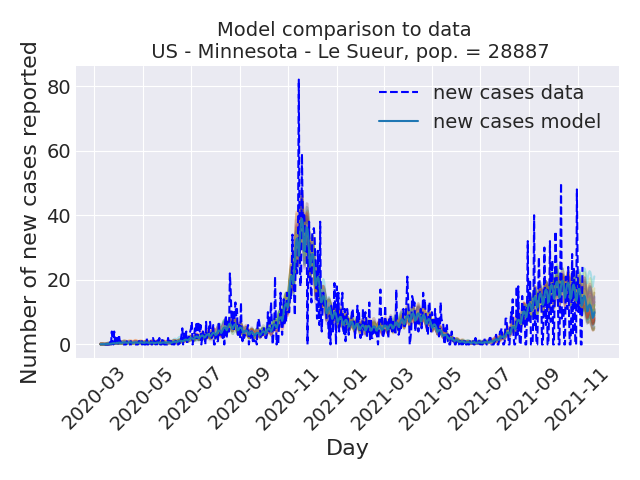 Model comparison to data
US - Minnesota - Le Sueur, pop. = 28887
Number of new cases reported
80
60
40
20
0
new cases data
new cases model
2020-03
2020-05
2020-07
2020-09
2020-11
2021-01
2021-03
2021-05
2021-07
2021-09
2021-11
Day